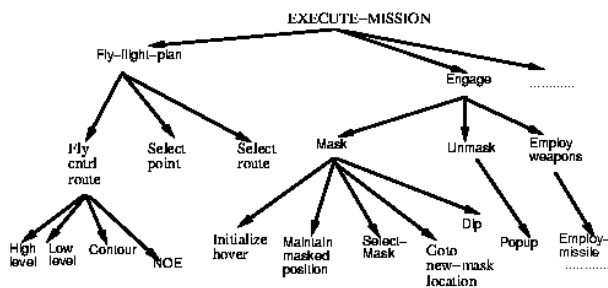 EXECUTE–MISSION
Fly–flight–plan
Engage
..............
Fly
cntrl
route
Select
point
Select
route
Mask
Unmask
Employ
weapons
High
level
Low
level
Contour
NOE
Initialize
hover
Maintain
masked
position
Select–
Mask
Goto
new–mask
location
Dip
Popup
Employ–
missile
..............